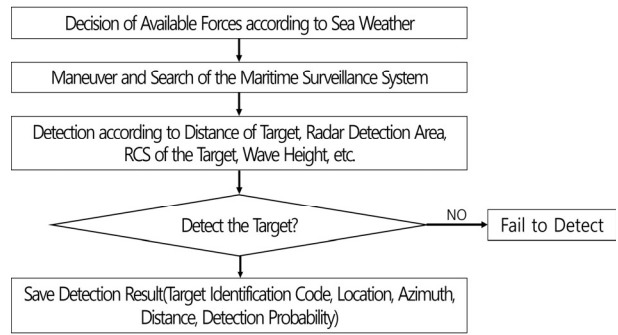 Decision of Available Forces according to Sea Weather
Maneuver and Search of the Maritime Surveillance System
Detection according to Distance of Target, Radar Detection Area,
RCS of the Target, Wave Height, etc.
Detect the Target?
NO
Fail to Detect
Save Detection Result(Target Identification Code, Location, Azimuth,
Distance, Detection Probability)